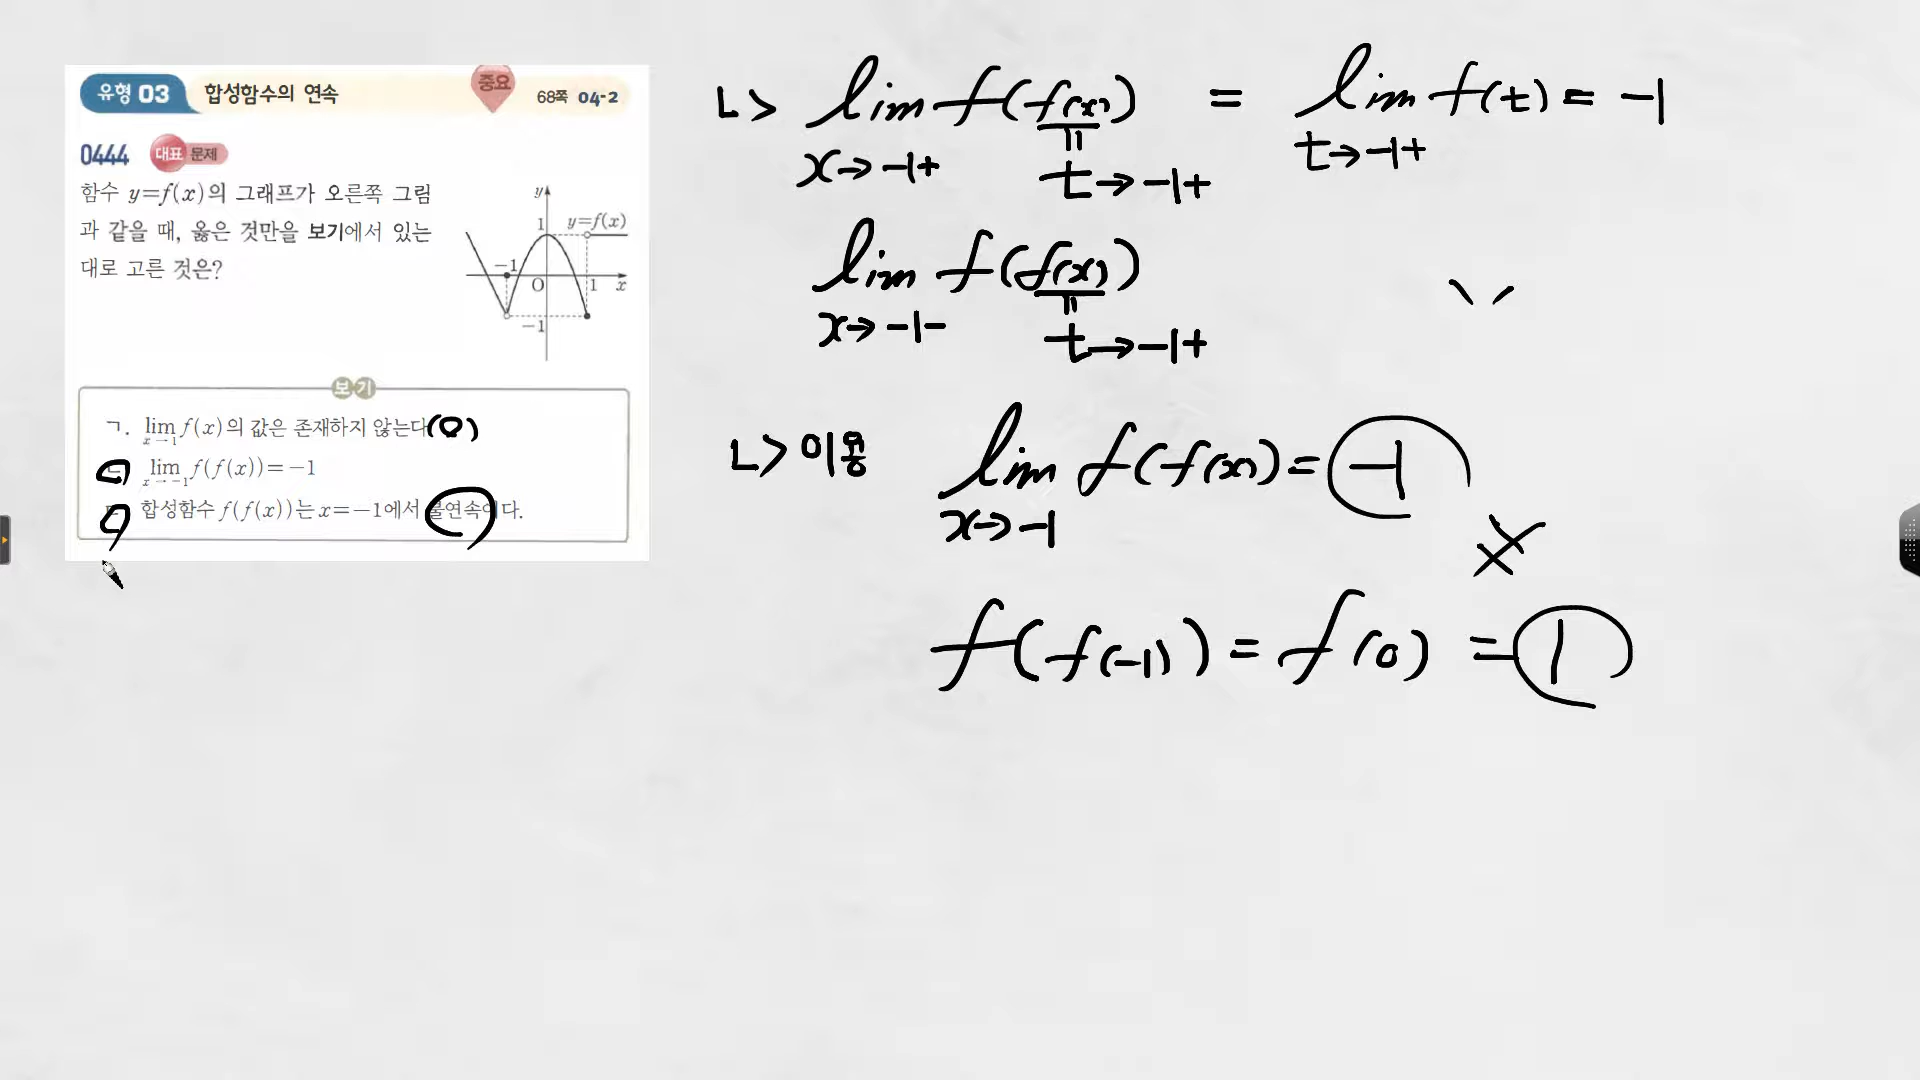 유형 03 합성함수의 연속 중요 68쪽 04-2
0444 대표 문제
함수 y=f(x)의 그래프가 오른쪽 그림
과 같을 때, 옳은 것만을 보기에서 있는
대로 고른 것은?
y
1 y=f(x)
-1 O 1 x
-1
보기
ㄱ. lim x→1 f(x)의 값은 존재하지 않는다(O)
lim x→-1 f(f(x))=-1
합성함수 f(f(x))는 x=-1에서 불연속이다.
ㄴ> lim x→-1+ f(f(x)) = lim t→-1+ f(t) = -1
t→-1+
lim x→-1- f(f(x))
t→-1+
ㄴ> 이용 lim x→-1 f(f(x)) = -1
f(f(-1)) = f(0) = 1